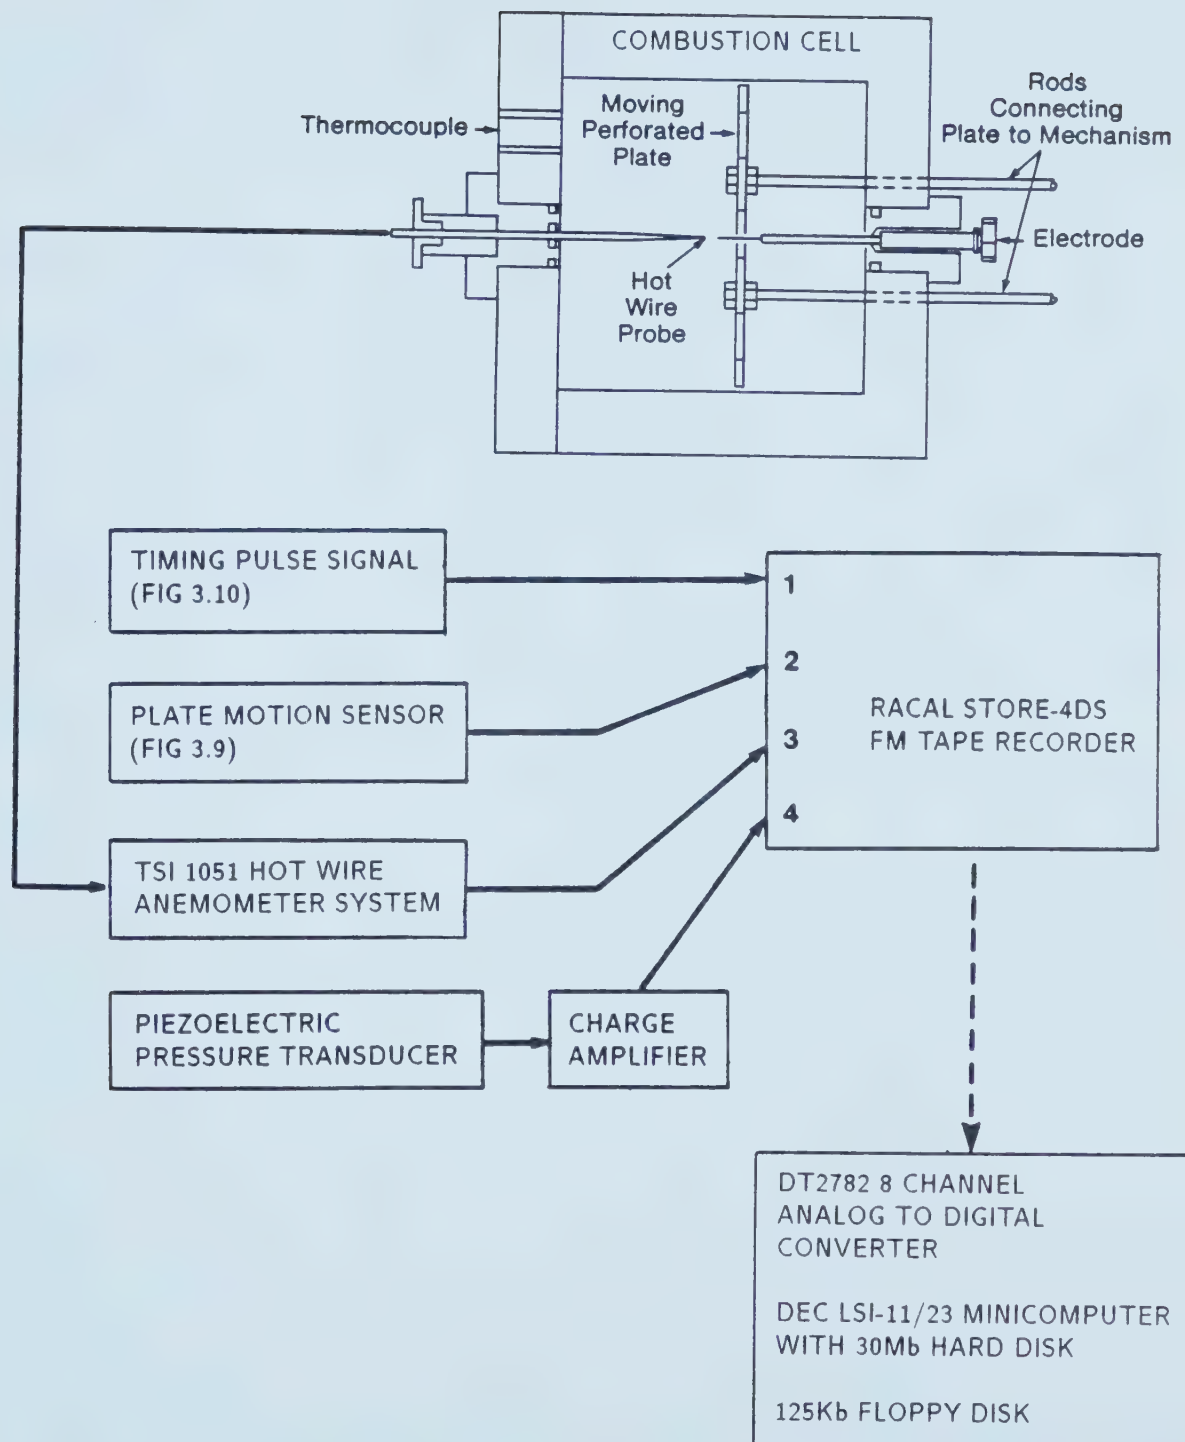 COMBUSTION CELL
Thermocouple
Moving
Perforated
Plate
Rods
Connecting
Plate to Mechanism
Electrode
Hot
Wire
Probe
TIMING PULSE SIGNAL
(FIG 3.10)
PLATE MOTION SENSOR
(FIG 3.9)
TSI 1051 HOT WIRE
ANEMOMETER SYSTEM
PIEZOELECTRIC
PRESSURE TRANSDUCER
CHARGE
AMPLIFIER
1
2
3
4
RACAL STORE-4DS
FM TAPE RECORDER
DT2782 8 CHANNEL
ANALOG TO DIGITAL
CONVERTER
DEC LSI-11/23 MINICOMPUTER
WITH 30Mb HARD DISK
125Kb FLOPPY DISK